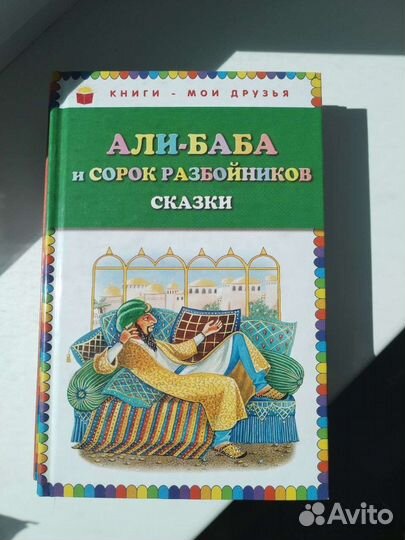 КНИГИ - МОИ ДРУЗЬЯ
АЛИ-БАБА
И СОРОК РАЗБОЙНИКОВ
СКАЗКИ
Avito